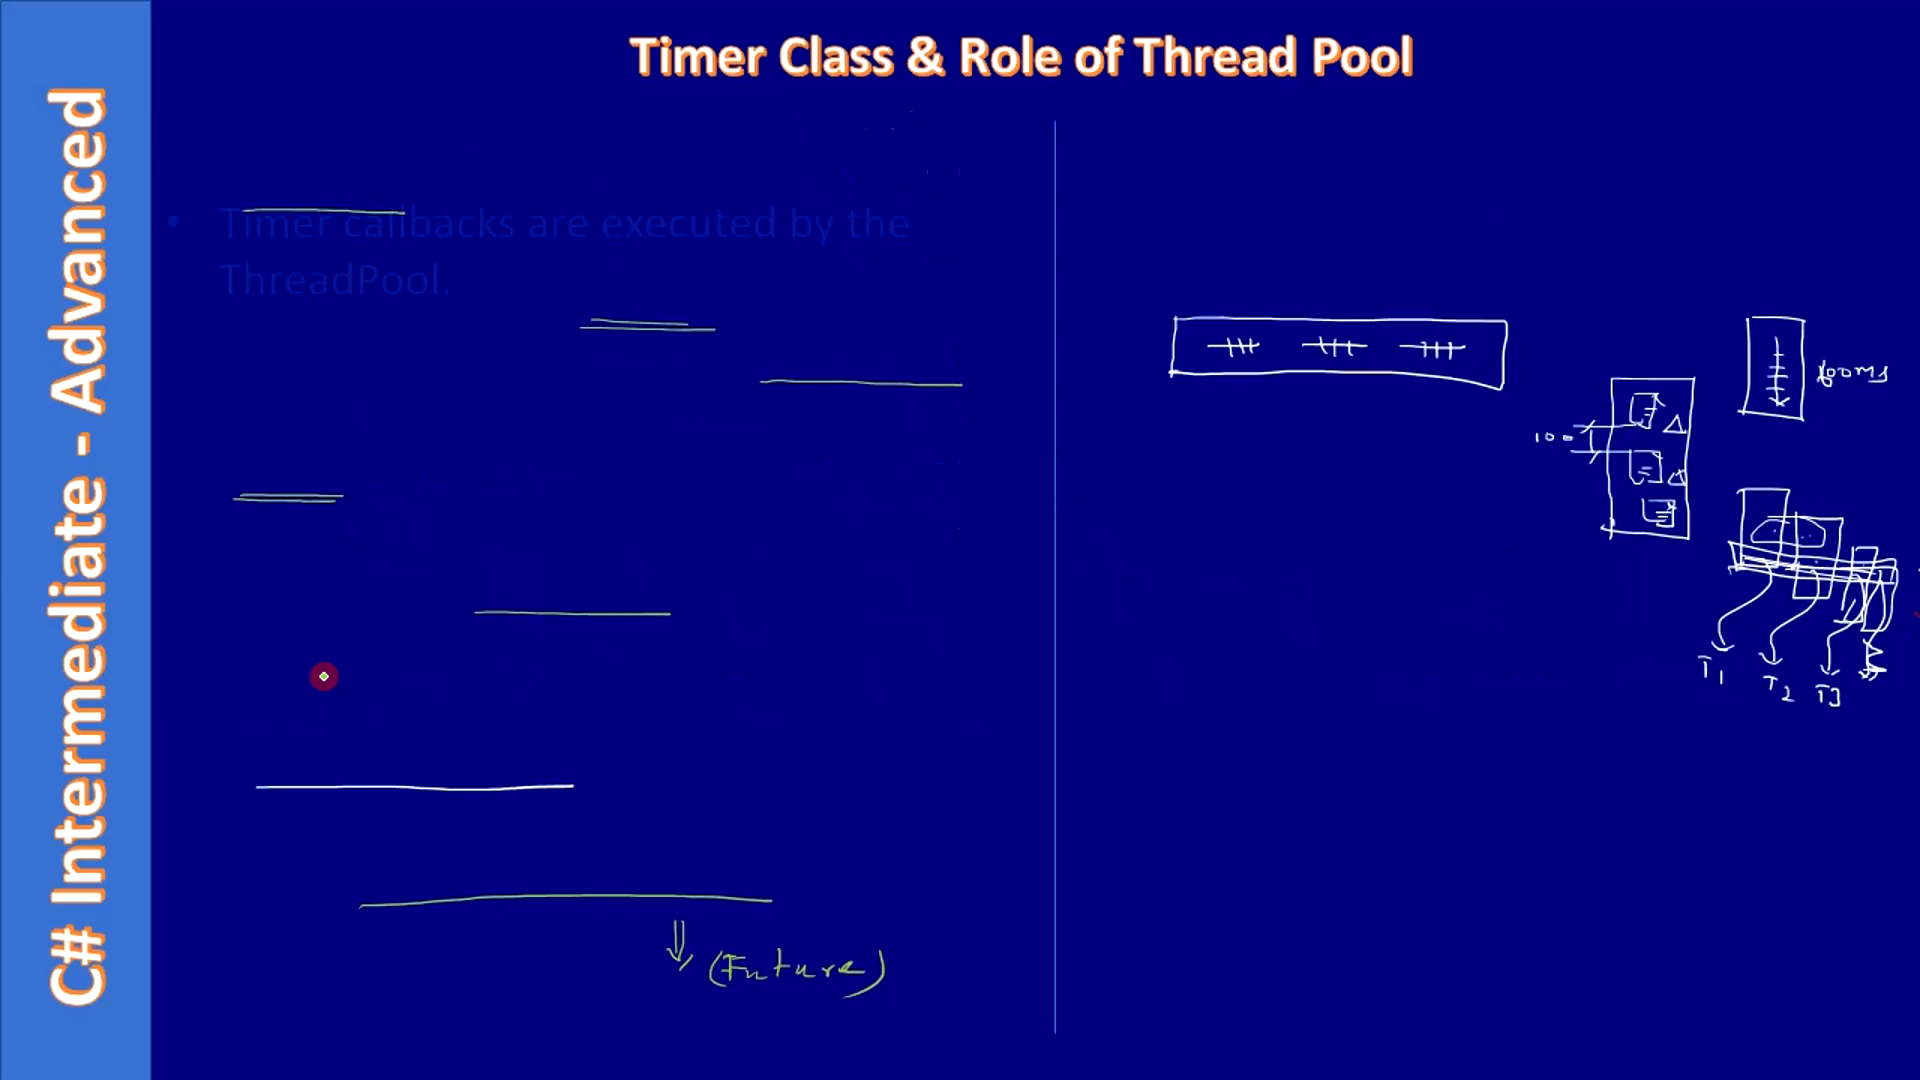 Timer Class & Role of Thread Pool
C# Intermediate - Advanced
• Timer callbacks are executed by the
ThreadPool.
(Future)
100
T1
T2
T3